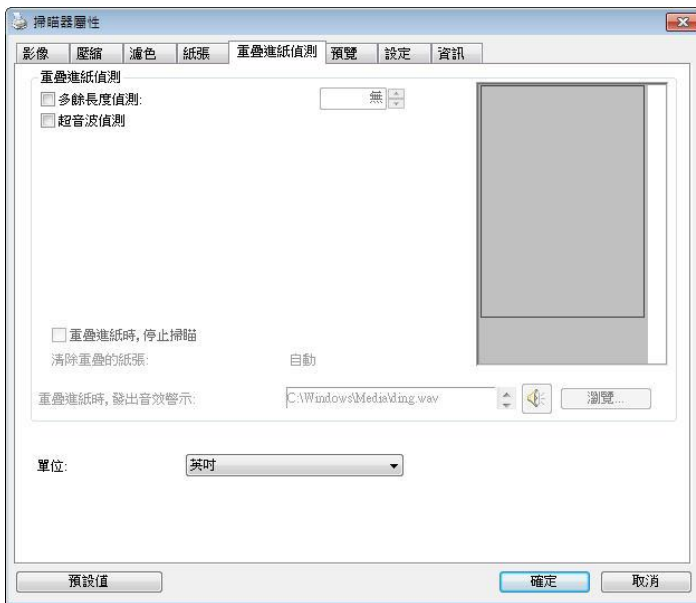 掃瞄器屬性
影像 壓縮 濾色 紙張 重疊進紙偵測 預覽 設定 資訊
重疊進紙偵測
多餘長度偵測: 無
超音波偵測
重疊進紙時, 停止掃瞄
清除重疊的紙張: 自動
重疊進紙時, 發出音效警示: C:\Windows\Media\ding.wav 瀏覽...
單位: 英吋
預設值 確定 取消